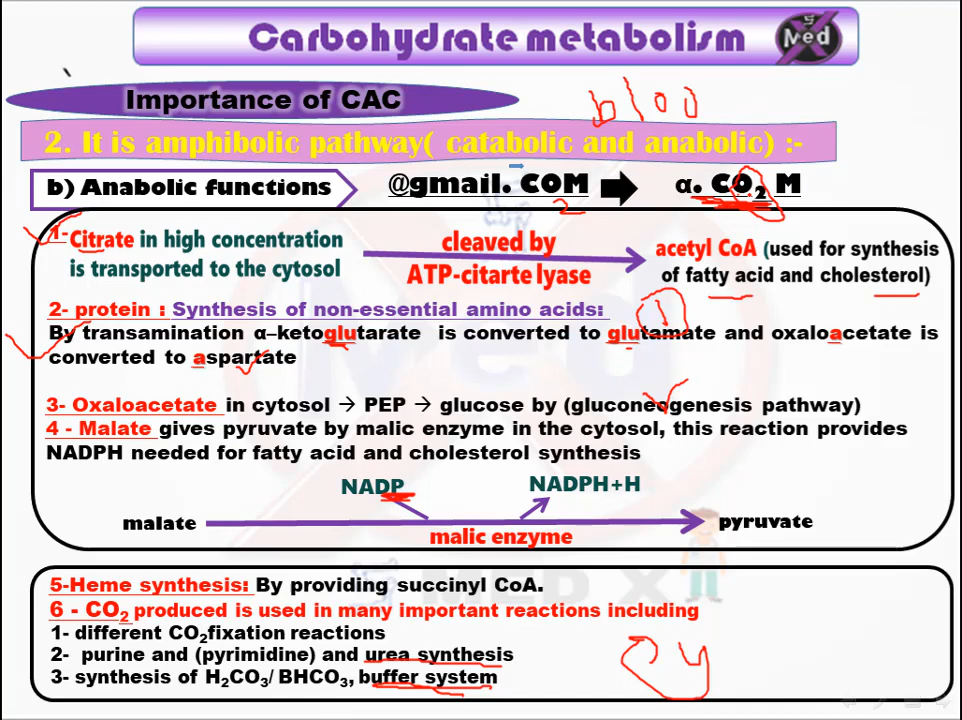 Carbohydrate metabolism
Med
Importance of CAC
2. It is amphibolic pathway( catabolic and anabolic) :-
b) Anabolic functions
@gmail. COM
2
α. CO₂ M
1- Citrate in high concentration
is transported to the cytosol
cleaved by
ATP-citarte lyase
acetyl CoA (used for synthesis
of fatty acid and cholesterol)
2- protein : Synthesis of non-essential amino acids:
By transamination α–ketoglutarate is converted to glutamate and oxaloacetate is
converted to aspartate
3- Oxaloacetate in cytosol → PEP → glucose by (gluconeogenesis pathway)
4 - Malate gives pyruvate by malic enzyme in the cytosol, this reaction provides
NADPH needed for fatty acid and cholesterol synthesis
NADP
NADPH+H
malate
malic enzyme
pyruvate
MED X
5-Heme synthesis: By providing succinyl CoA.
6 - CO₂ produced is used in many important reactions including
1- different CO₂fixation reactions
2- purine and (pyrimidine) and urea synthesis
3- synthesis of H₂CO₃/ BHCO₃, buffer system